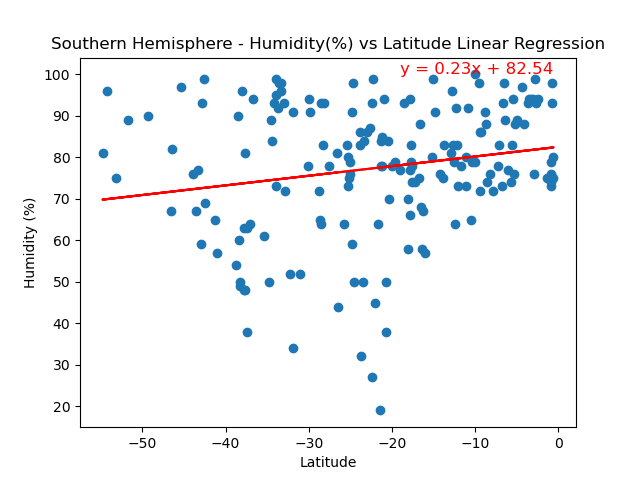 Southern Hemisphere - Humidity(%) vs Latitude Linear Regression
y = 0.23x + 82.54
100
90
80
70
60
50
40
30
20
Humidity (%)
−50 −40 −30 −20 −10 0
Latitude